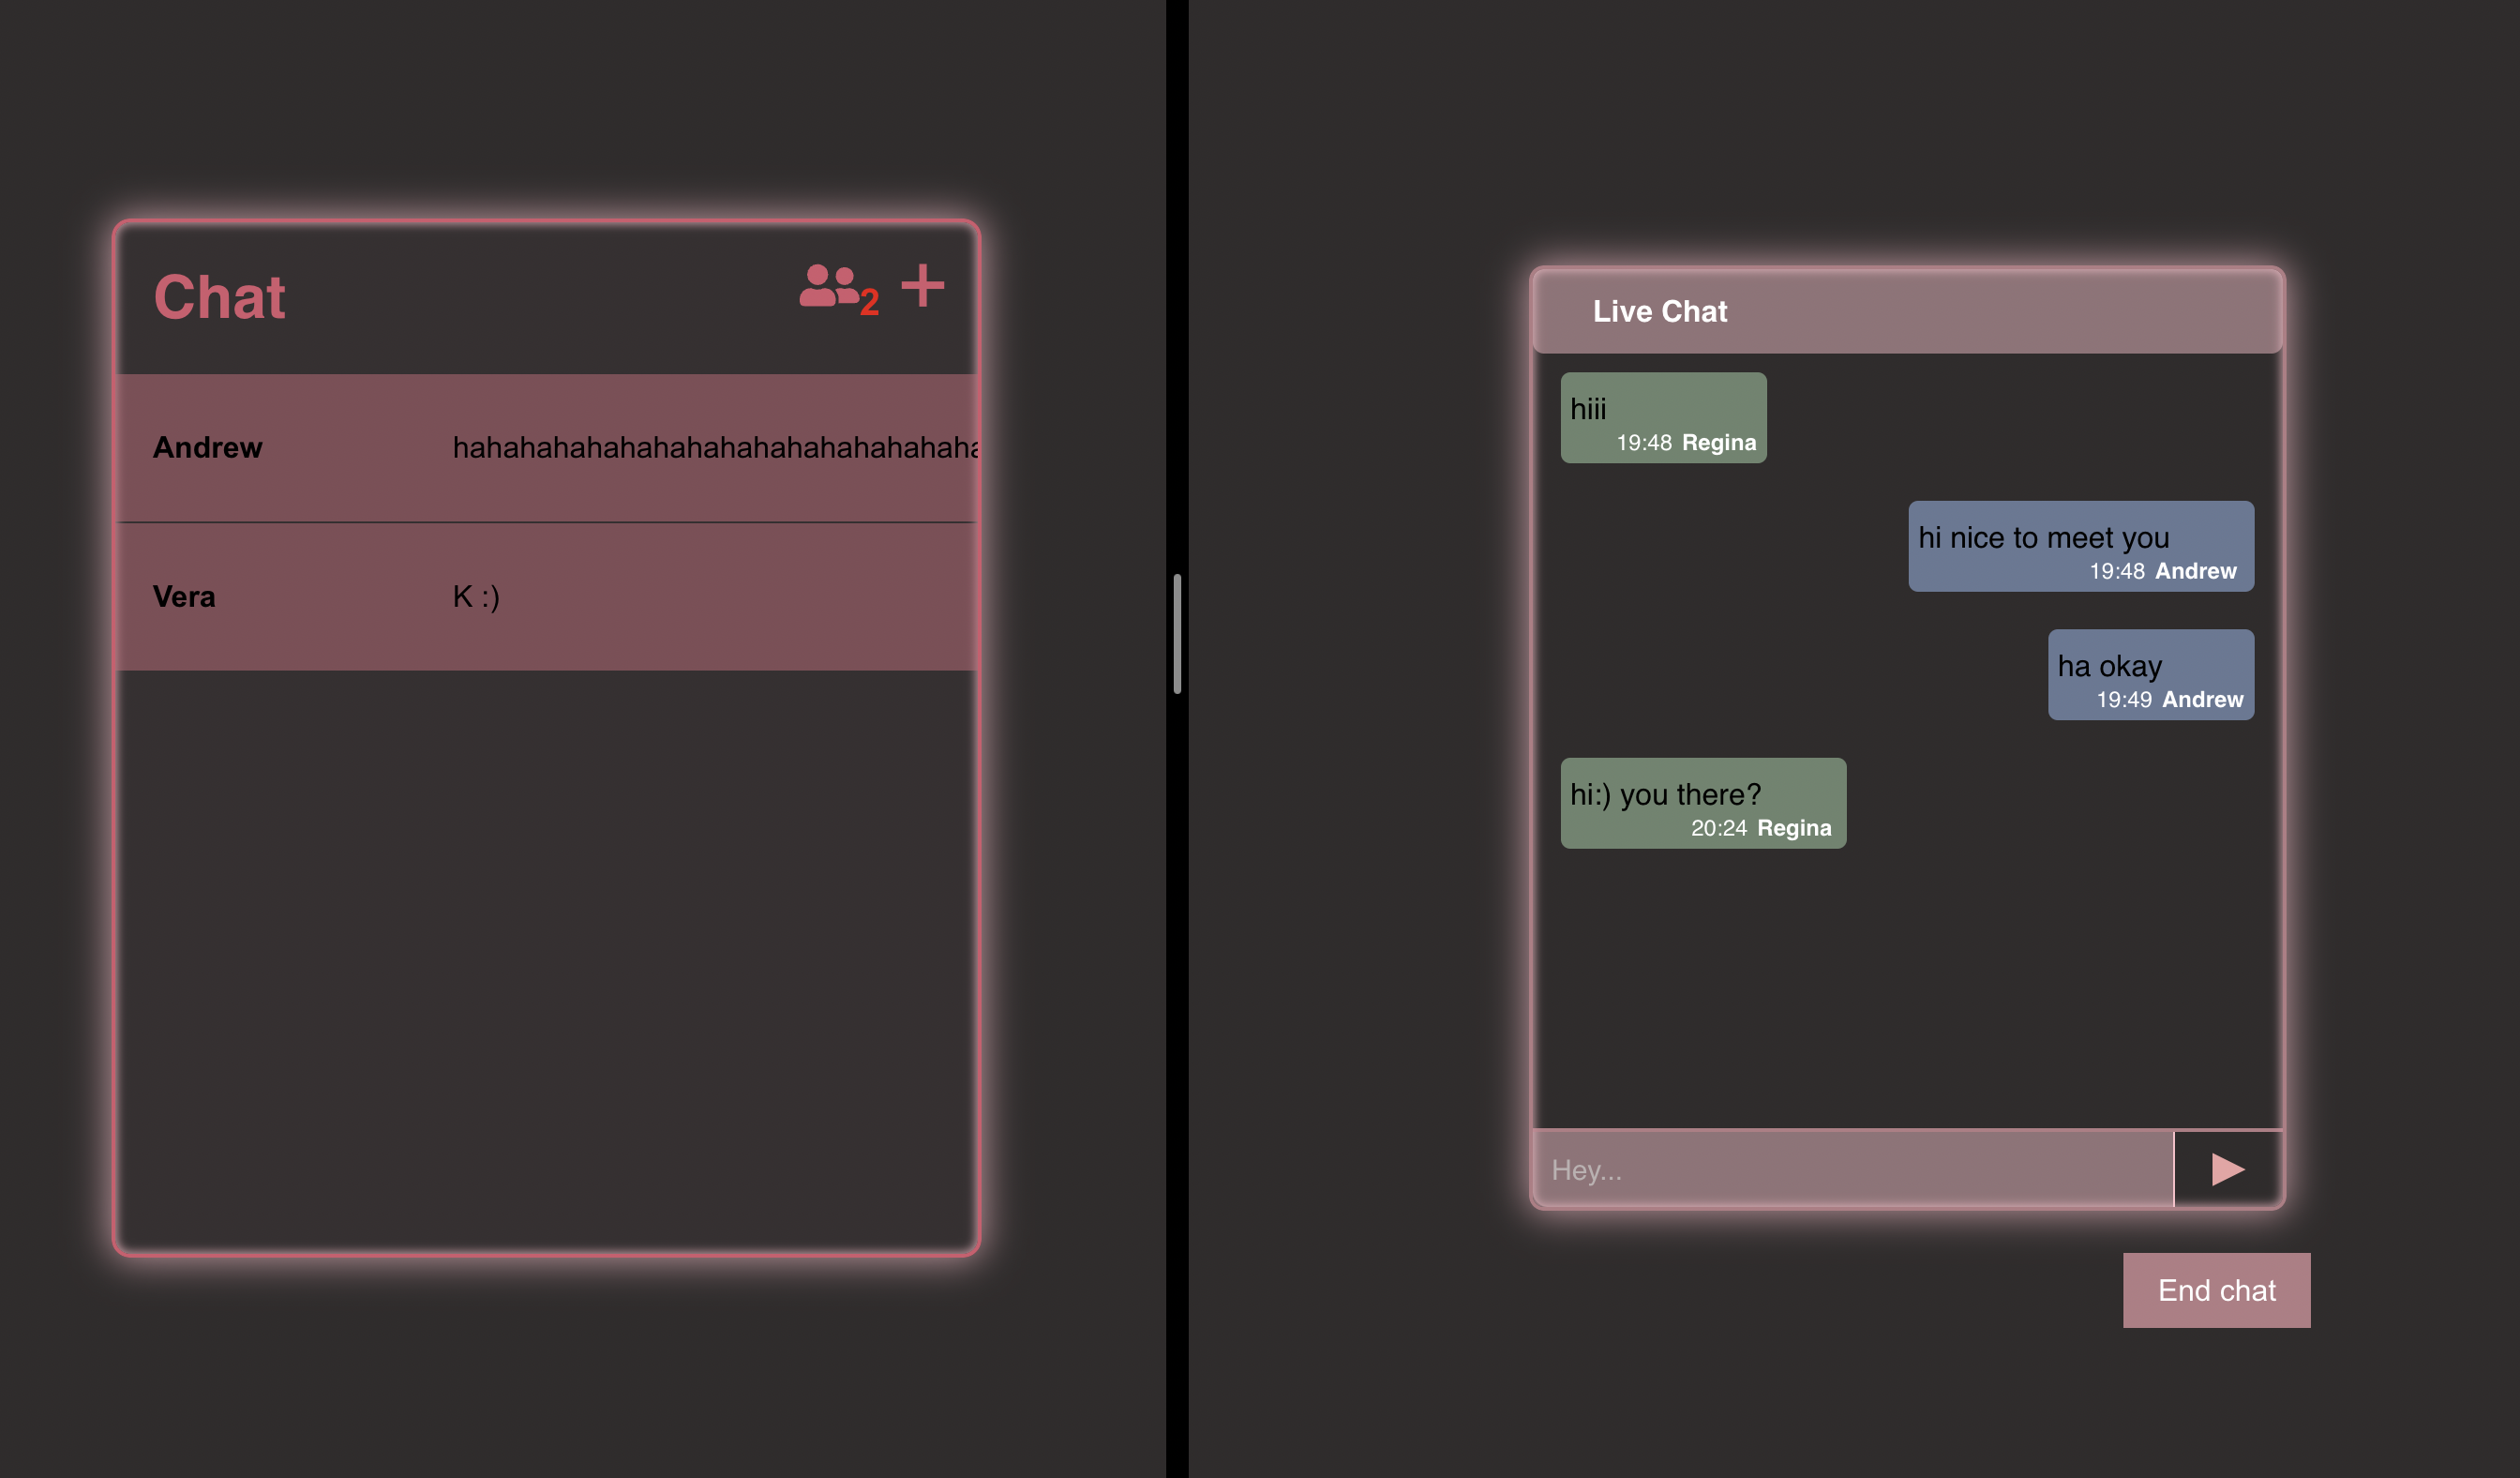 Chat
2
Andrew
hahahahahahahahahahahahahahahaha
Vera
K :)
Live Chat
hiii
19:48 Regina
hi nice to meet you
19:48 Andrew
ha okay
19:49 Andrew
hi:) you there?
20:24 Regina
Hey...
End chat